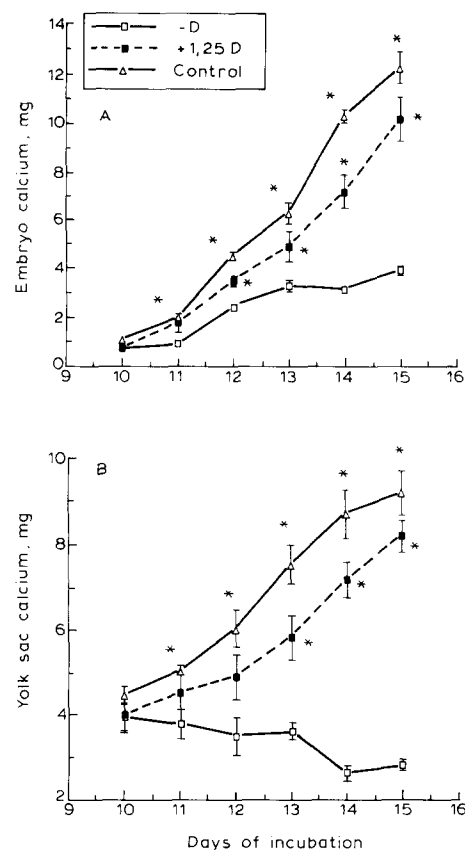 -D
+1,25 D
Control
A
Embryo calcium, mg
14
12
10
8
6
4
2
0
9 10 11 12 13 14 15 16
* * * * * * * * * *
B
Yolk sac calcium, mg
10
8
6
4
2
9 10 11 12 13 14 15 16
* * * * * * * *
Days of incubation